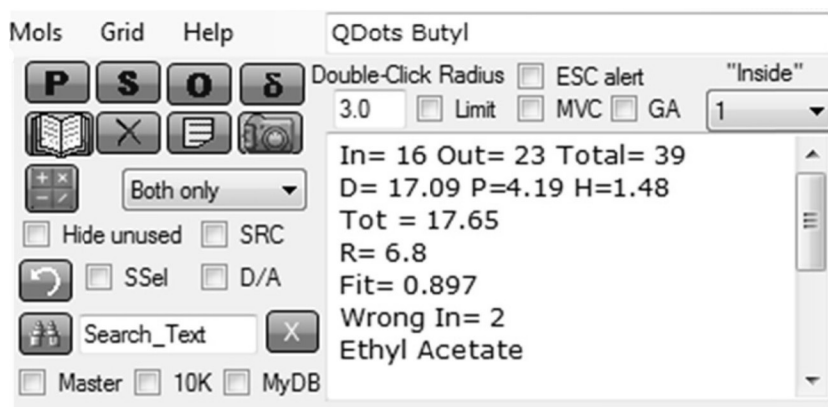 Mols Grid Help QDots Butyl
P S O δ Double-Click Radius ESC alert "Inside"
3.0 Limit MVC GA 1
In= 16 Out= 23 Total= 39
D= 17.09 P=4.19 H=1.48
Both only
Tot = 17.65
Hide unused SRC
R= 6.8
SSel D/A
Fit= 0.897
Wrong In= 2
Search_Text X
Ethyl Acetate
Master 10K MyDB